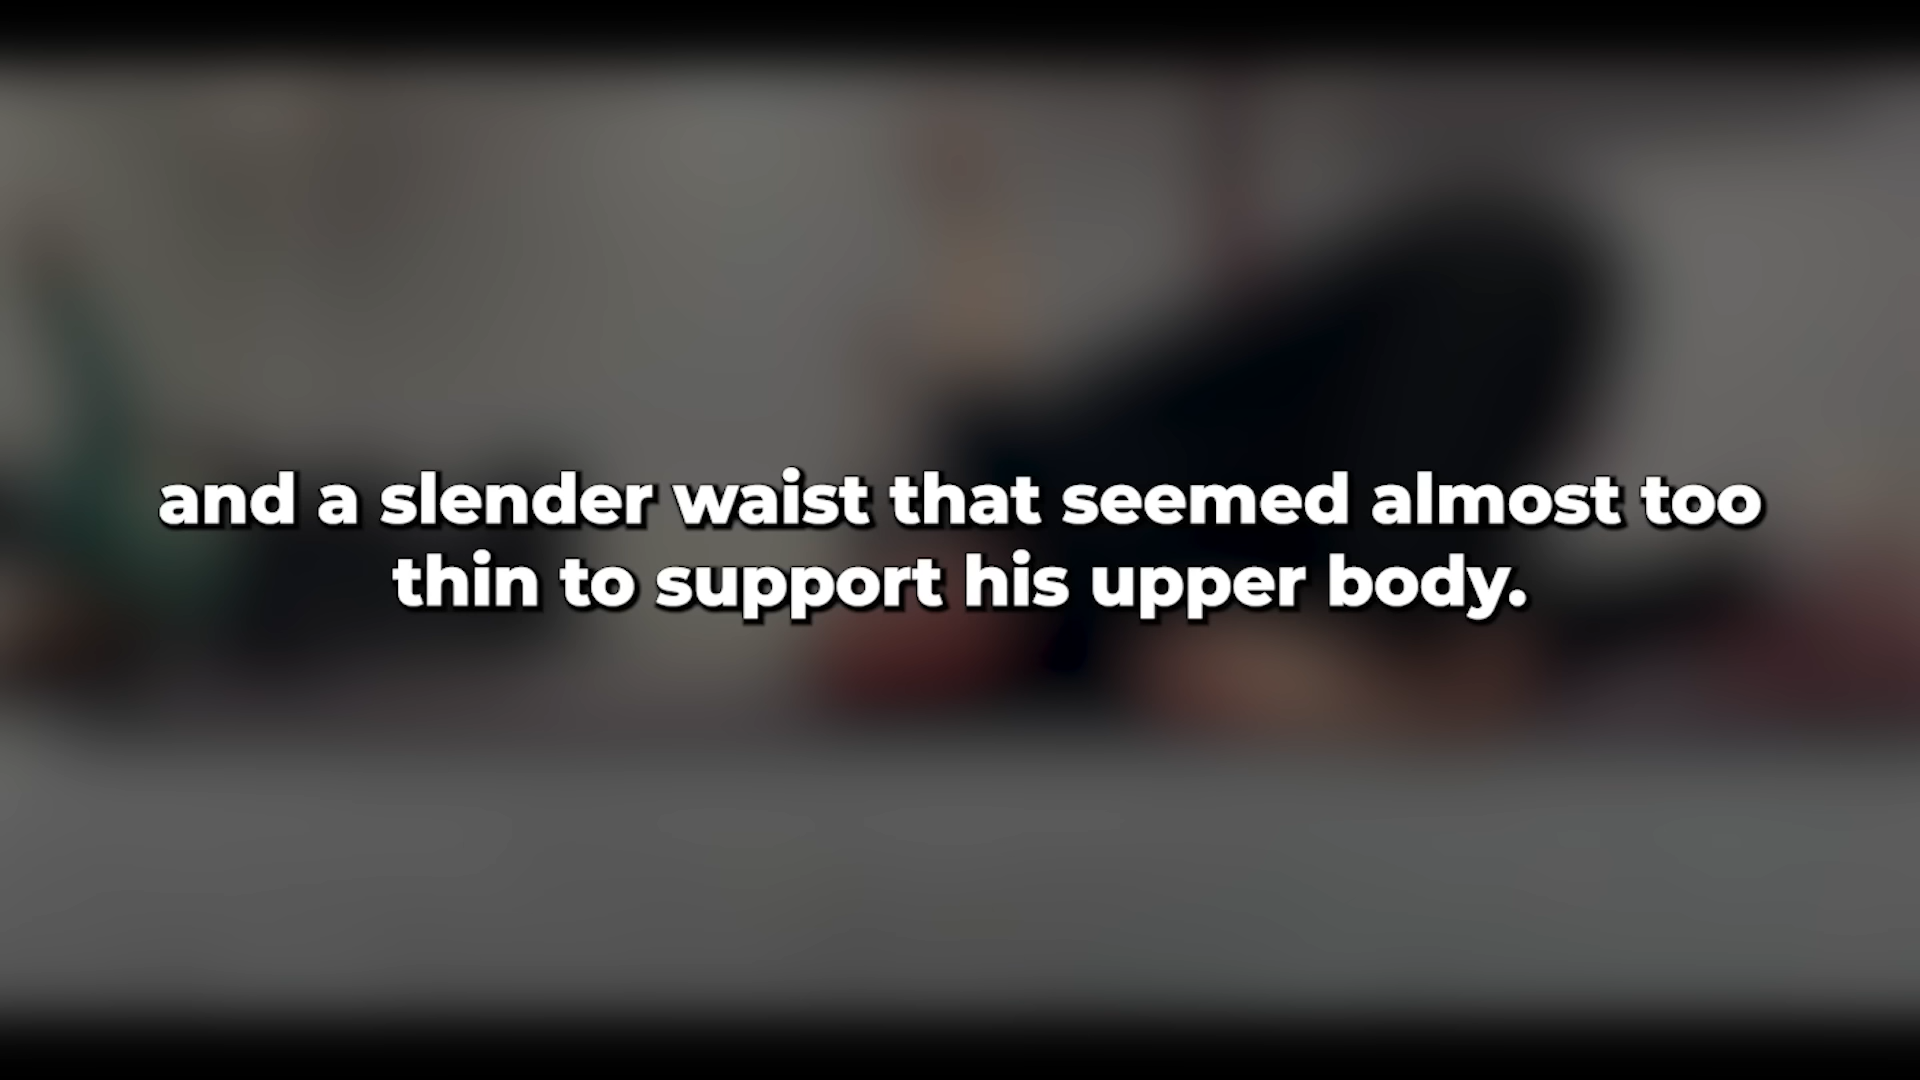 and a slender waist that seemed almost too
thin to support his upper body.